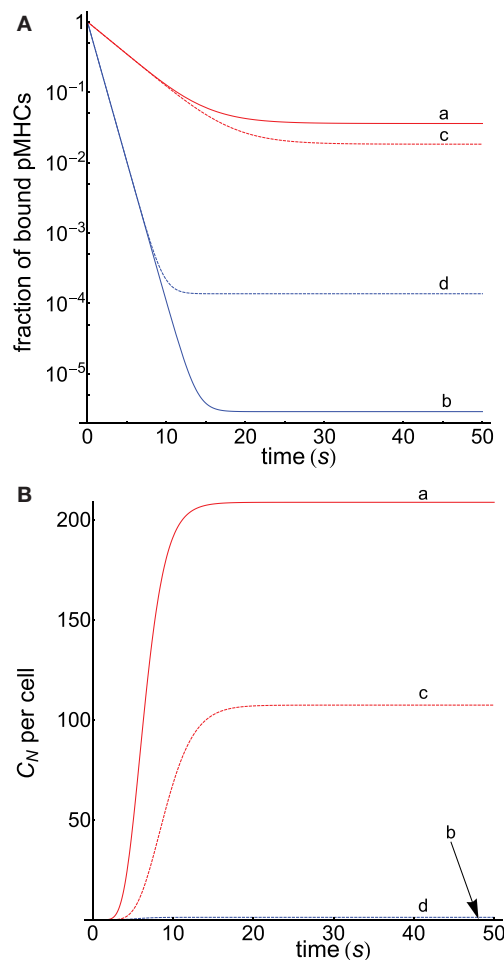 A
fraction of bound pMHCs
1
10⁻¹
10⁻²
10⁻³
10⁻⁴
10⁻⁵
a
c
d
b
0 10 20 30 40 50
time (s)
B
C_N per cell
200
150
100
50
a
c
b
d
0 10 20 30 40 50
time (s)